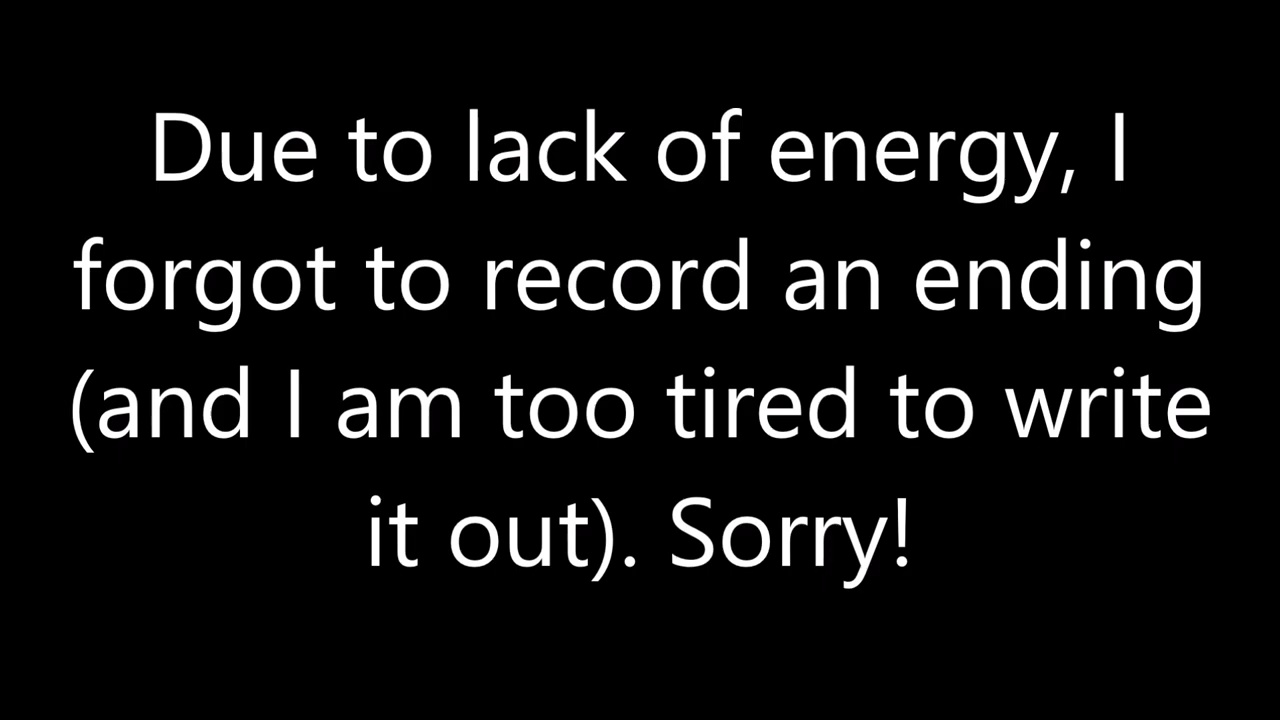 Due to lack of energy, I
forgot to record an ending
(and I am too tired to write
it out). Sorry!